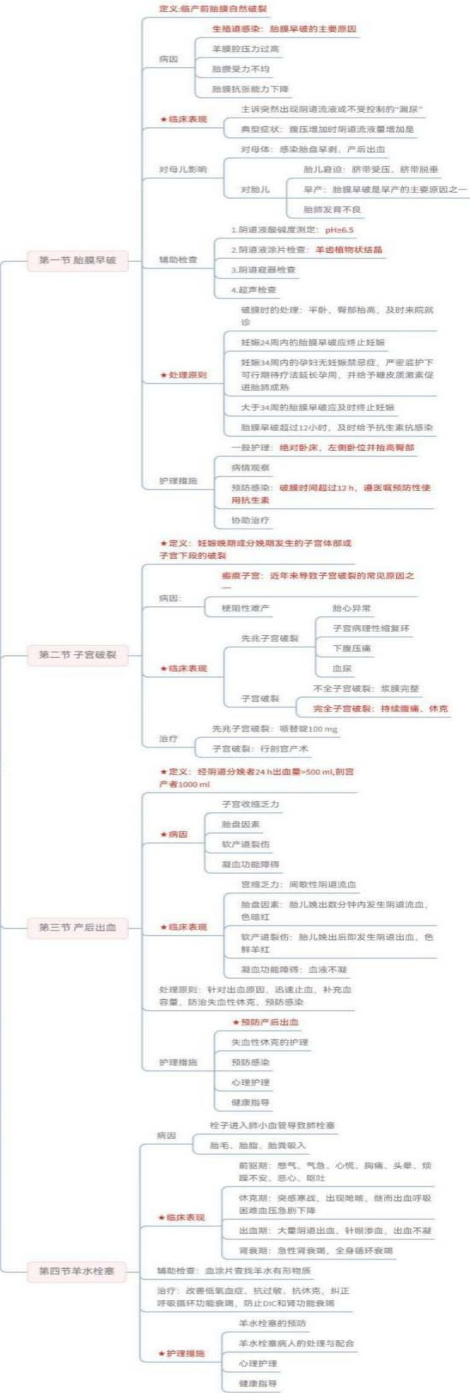 定义:临产前胎膜自然破裂
生殖道感染：胎膜早破的主要原因
羊膜腔压力过高
病因
胎膜受力不均
胎膜抗张能力下降
主诉突然出现阴道流液或不受控制的“漏尿”
★临床表现
典型症状：腹压增加时阴道流液量增加是
对母体：感染胎盘早剥、产后出血
对母儿影响
胎儿窘迫：脐带受压、脐带脱垂
对胎儿
早产：胎膜早破是早产的主要原因之一
胎肺发育不良
1.阴道液酸碱度测定：pH≥6.5
第一节 胎膜早破
辅助检查
2.阴道液涂片检查：羊齿植物状结晶
3.阴道窥器检查
4.超声检查
破膜时的处理：平卧、臀部抬高，及时来院就
诊
妊娠24周内的胎膜早破应终止妊娠
★处理原则
妊娠34周内的孕妇无妊娠禁忌症，严密监护下
可行期待疗法延长孕周，并给予糖皮质激素促
进胎肺成熟
大于34周的胎膜早破应及时终止妊娠
胎膜早破超过12小时，及时给予抗生素抗感染
一般护理：绝对卧床，左侧卧位并抬高臀部
病情观察
护理措施
预防感染：破膜时间超过12 h，遵医嘱预防性使
用抗生素
协助治疗
★定义：妊娠晚期或分娩期发生的子宫体部或
子宫下段的破裂
瘢痕子宫：近年来导致子宫破裂的常见原因之
一
病因:
梗阻性难产
胎心异常
先兆子宫破裂
子宫病理性缩复环
第二节 子宫破裂
下腹压痛
★临床表现
血尿
子宫破裂
不全子宫破裂：浆膜完整
完全子宫破裂：持续腹痛、休克
治疗
先兆子宫破裂：哌替啶100 mg
子宫破裂：行剖宫产术
★定义：经阴道分娩者24 h出血量>500 ml,剖宫
产者1000 ml
子宫收缩乏力
★病因
胎盘因素
软产道裂伤
凝血功能障碍
宫缩乏力：间歇性阴道流血
第三节 产后出血
★临床表现
胎盘因素：胎儿娩出数分钟内发生阴道流血，
色暗红
软产道裂伤：胎儿娩出后即发生阴道出血，色
鲜羊红
凝血功能障碍：血液不凝
处理原则：针对出血原因，迅速止血，补充血
容量，防治失血性休克，预防感染
★预防产后出血
失血性休克的护理
护理措施
预防感染
心理护理
健康指导
病因
栓子进入肺小血管导致肺栓塞
胎毛、胎脂、胎粪吸入
前驱期：憋气、气急、心慌、胸痛、头晕、烦
躁不安、恶心、呕吐
★临床表现
休克期：突感寒战，出现呛咳，继而出血呼吸
困难血压急剧下降
出血期：大量阴道出血、针眼渗血、出血不凝
肾衰期：急性肾衰竭，全身循环衰竭
第四节羊水栓塞
辅助检查：血涂片查找羊水有形物质
治疗：改善低氧血症、抗过敏、抗休克，纠正
呼吸循环功能衰竭，防止DIC和肾功能衰竭
羊水栓塞的预防
★护理措施
羊水栓塞病人的处理与配合
心理护理
健康指导